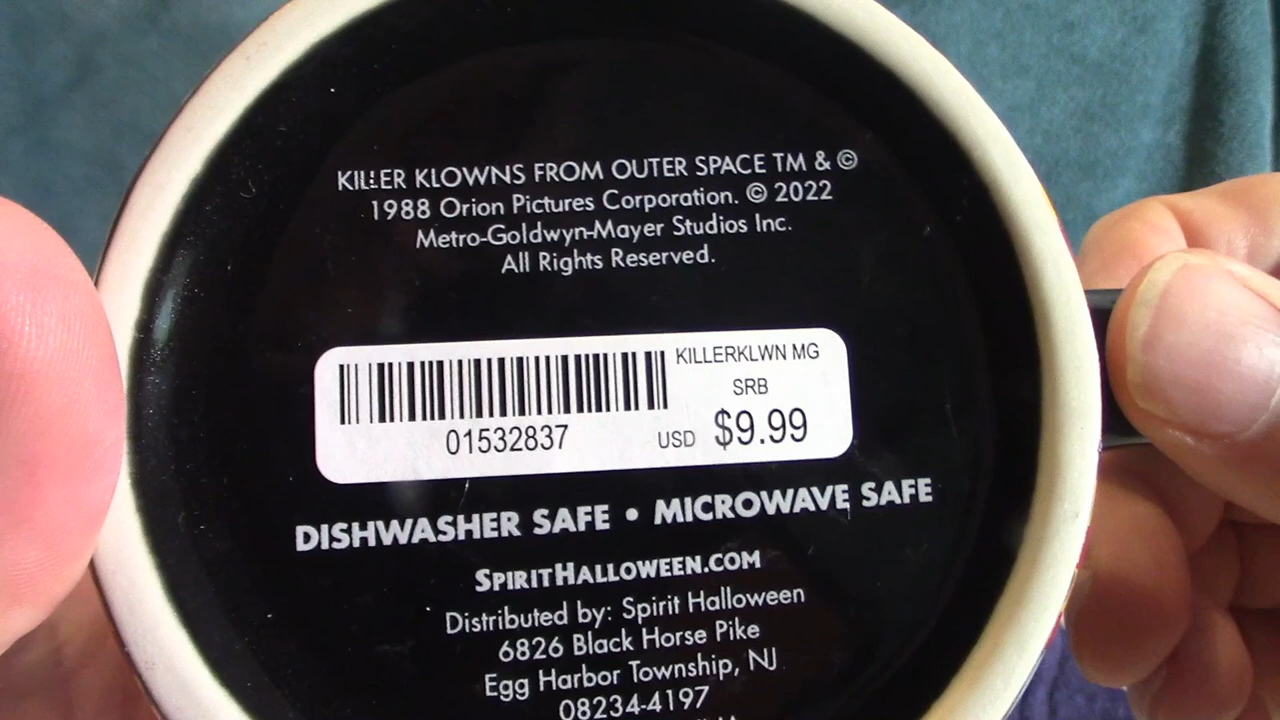 KILLER KLOWNS FROM OUTER SPACE TM & ©
1988 Orion Pictures Corporation. © 2022
Metro-Goldwyn-Mayer Studios Inc.
All Rights Reserved.
KILLERKLWN MG
SRB
01532837
USD $9.99
DISHWASHER SAFE • MICROWAVE SAFE
SPIRITHALLOWEEN.COM
Distributed by: Spirit Halloween
6826 Black Horse Pike
Egg Harbor Township, NJ
08234-4197